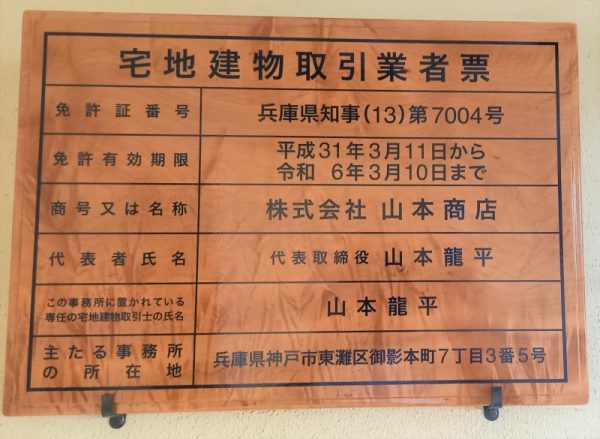 宅地建物取引業者票
免許証番号 兵庫県知事(13)第7004号
免許有効期限 平成31年3月11日から
令和 6年3月10日まで
商号又は名称 株式会社 山本商店
代表者氏名 代表取締役 山本龍平
この事務所に置かれている
専任の宅地建物取引士の氏名 山本龍平
主たる事務所
の所在地 兵庫県神戸市東灘区御影本町7丁目3番5号